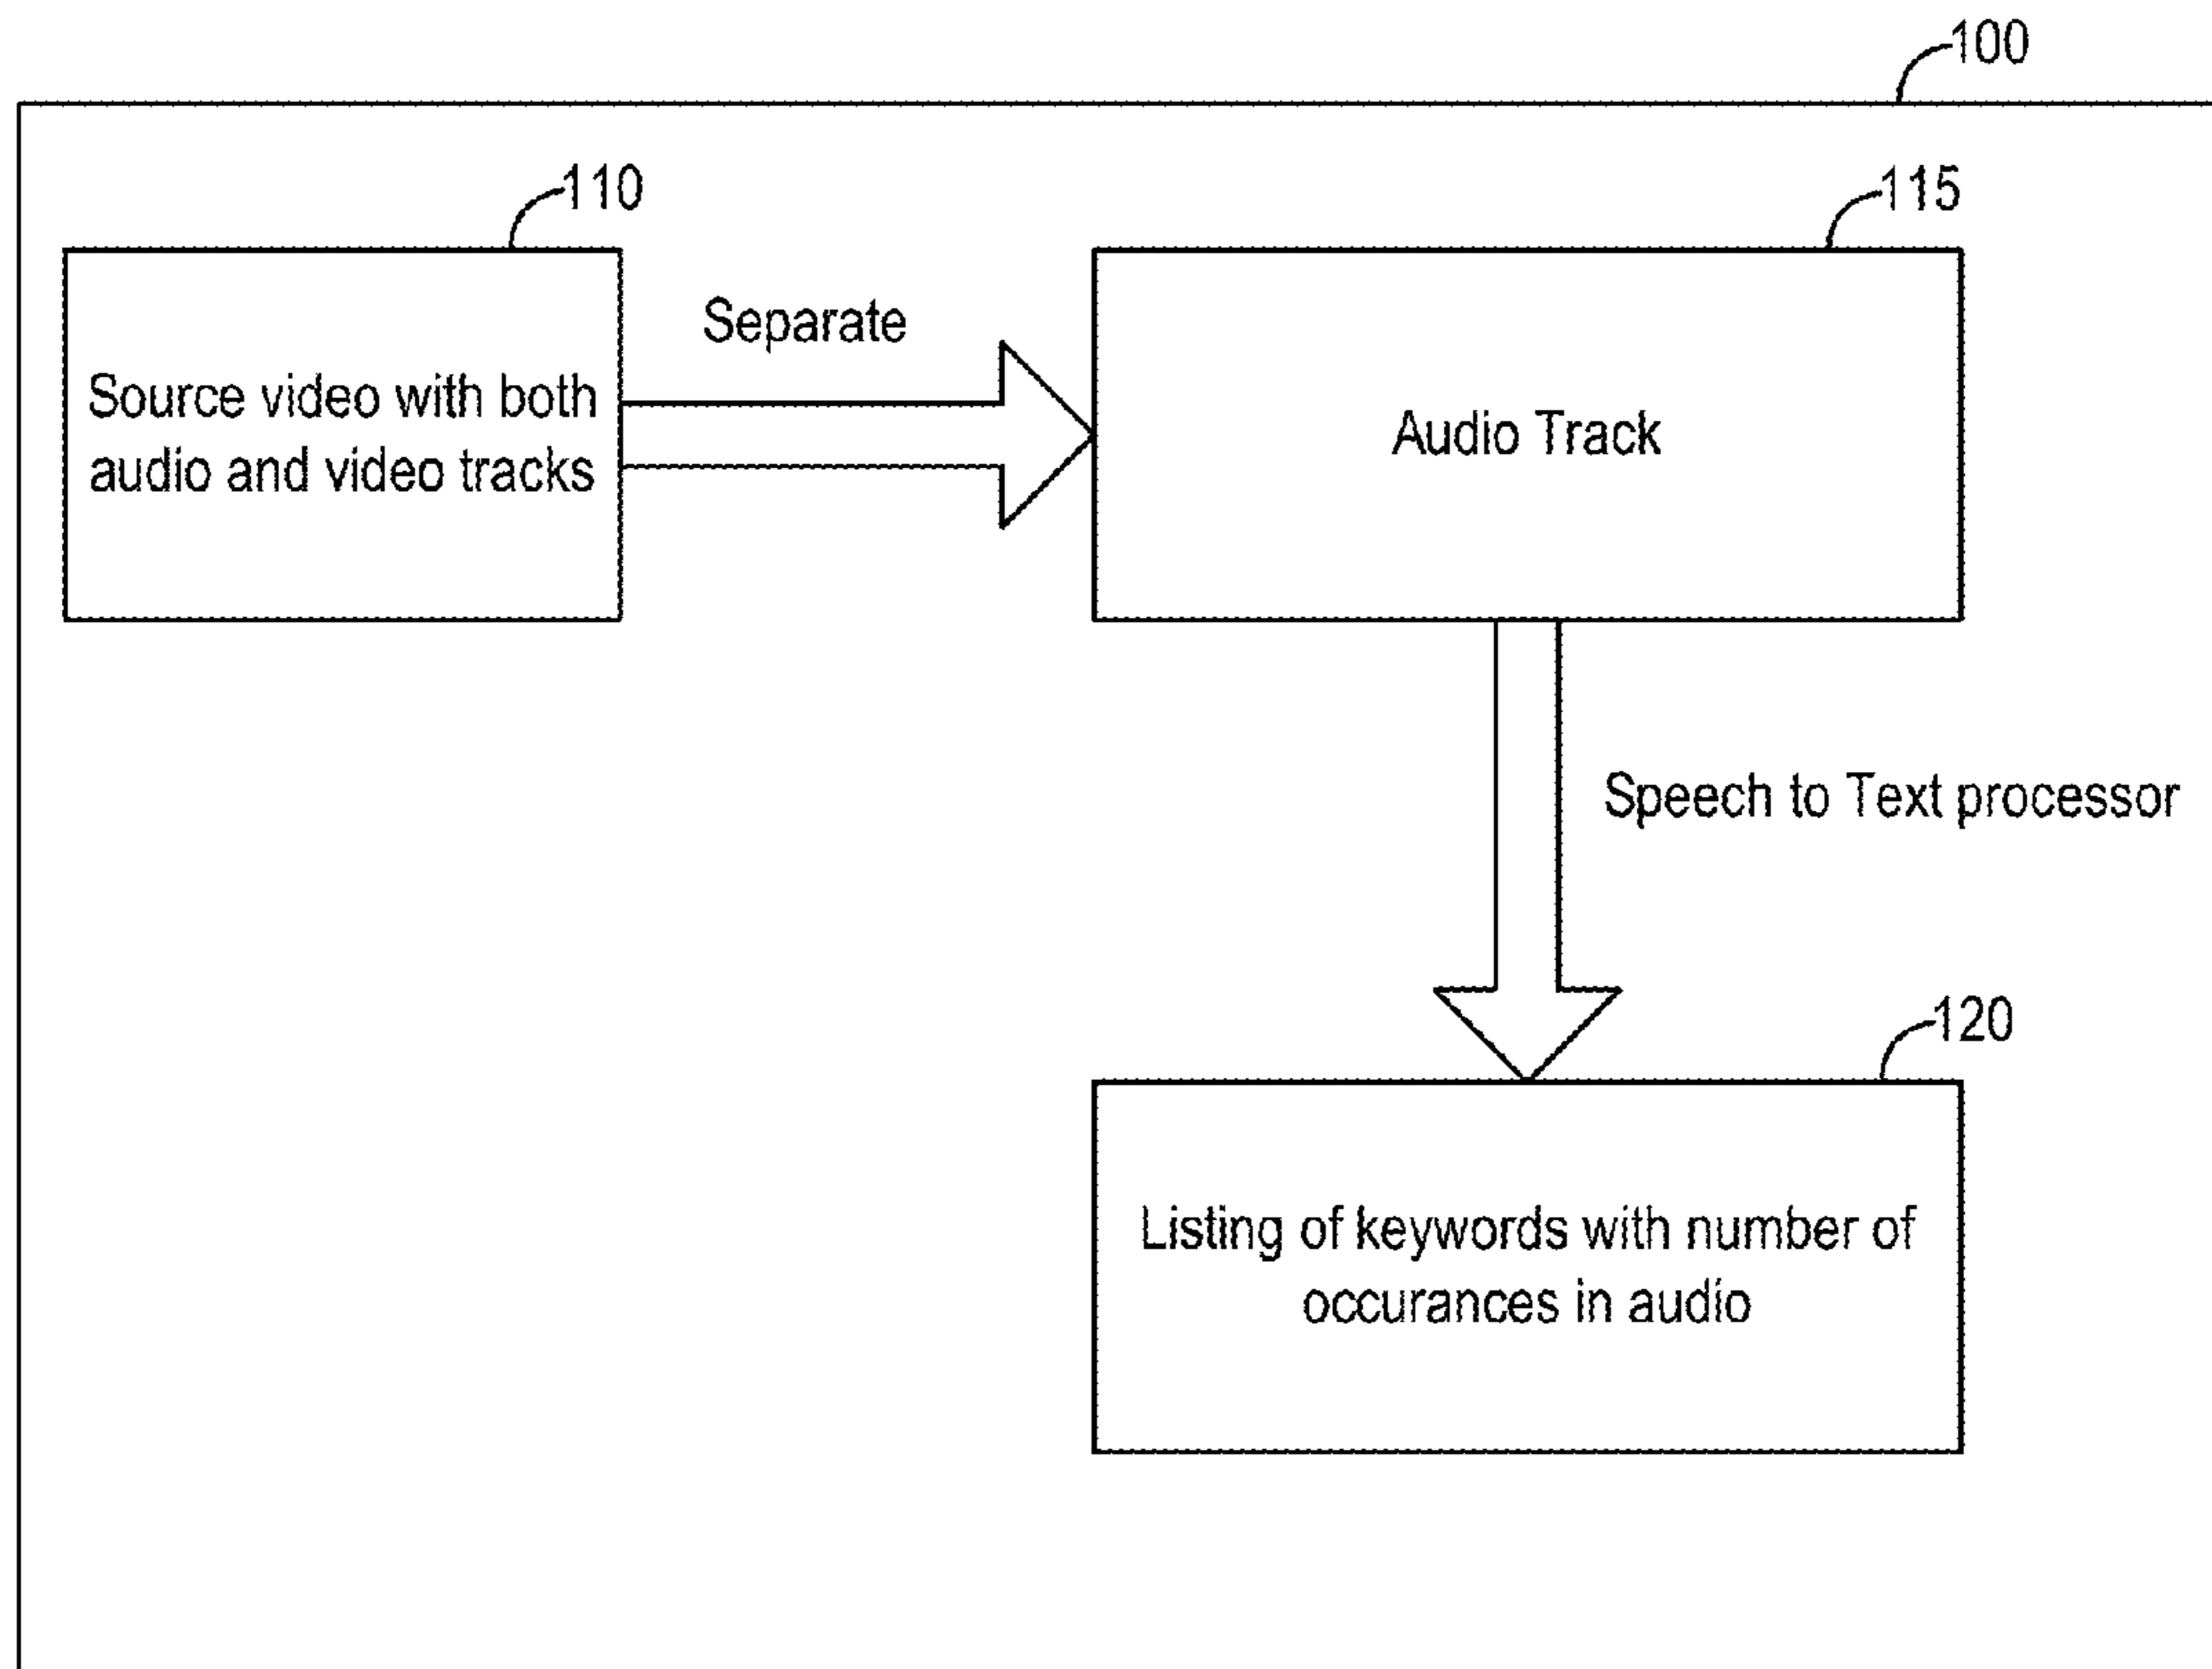 100
110
115
Separate
Source video with both
audio and video tracks
Audio Track
Speech to Text processor
120
Listing of keywords with number of
occurances in audio